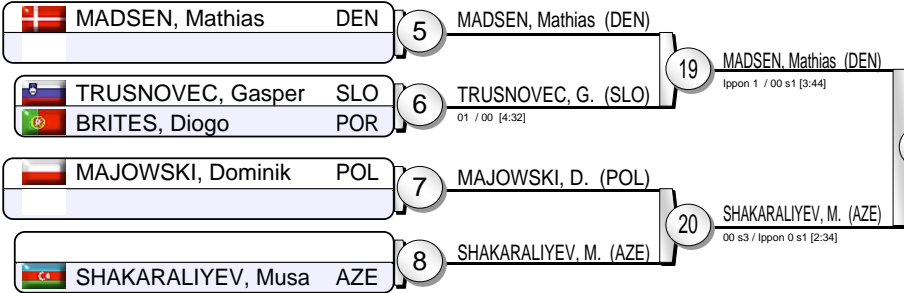 MADSEN, Mathias DEN
5
MADSEN, Mathias (DEN)
TRUSNOVEC, Gasper SLO
BRITES, Diogo POR
6
TRUSNOVEC, G. (SLO)
01 / 00 [4:32]
19
MADSEN, Mathias (DEN)
Ippon 1 / 00 s1 [3:44]
MAJOWSKI, Dominik POL
7
MAJOWSKI, D. (POL)
SHAKARALIYEV, Musa AZE
8
SHAKARALIYEV, M. (AZE)
20
SHAKARALIYEV, M. (AZE)
00 s3 / Ippon 0 s1 [2:34]